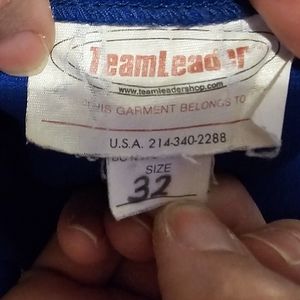 TeamLeader
www.teamleadershop.com
THIS GARMENT BELONGS TO
U.S.A. 214-340-2288
SIZE
32